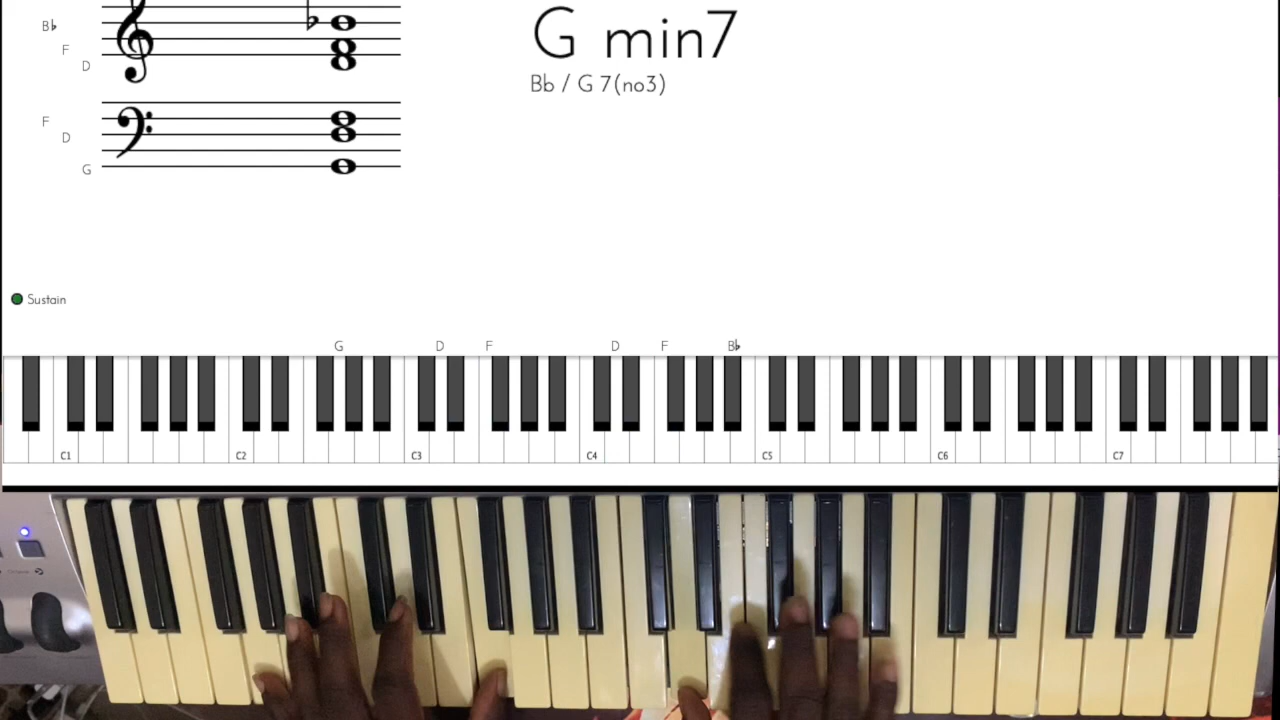 B♭
F
D
G min7
Bb / G 7(no3)
F
D
G
Sustain
G D F D F B♭
C1 C2 C3 C4 C5 C6 C7